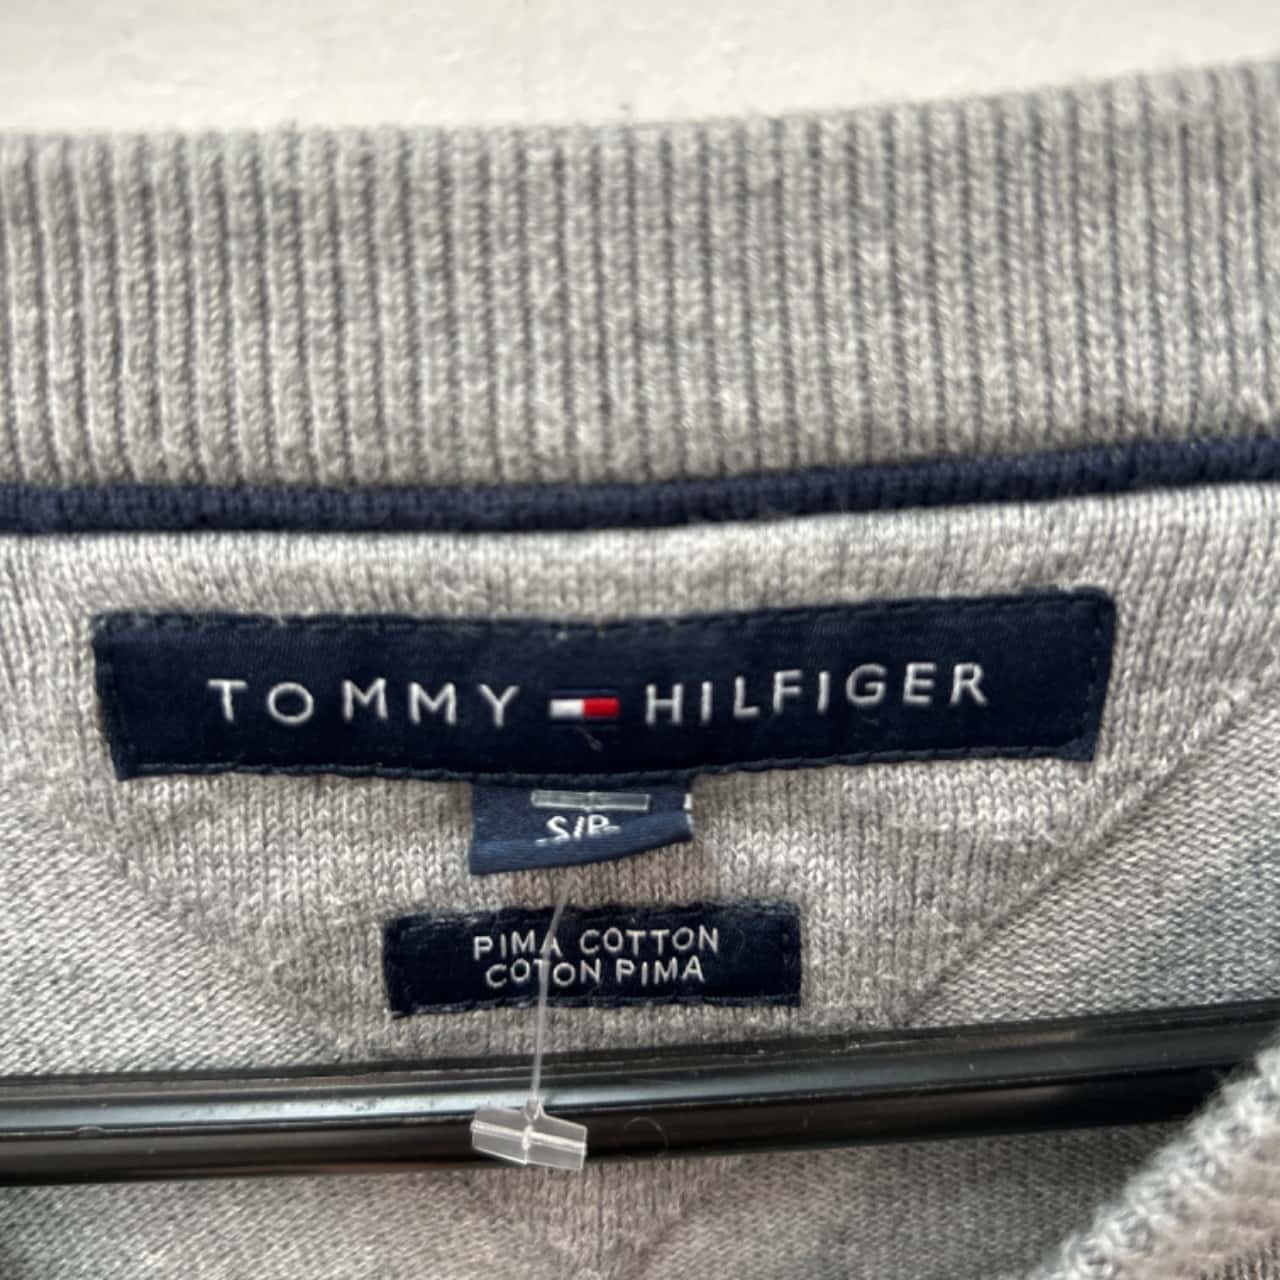 TOMMY HILFIGER
S/P
PIMA COTTON
COTON PIMA